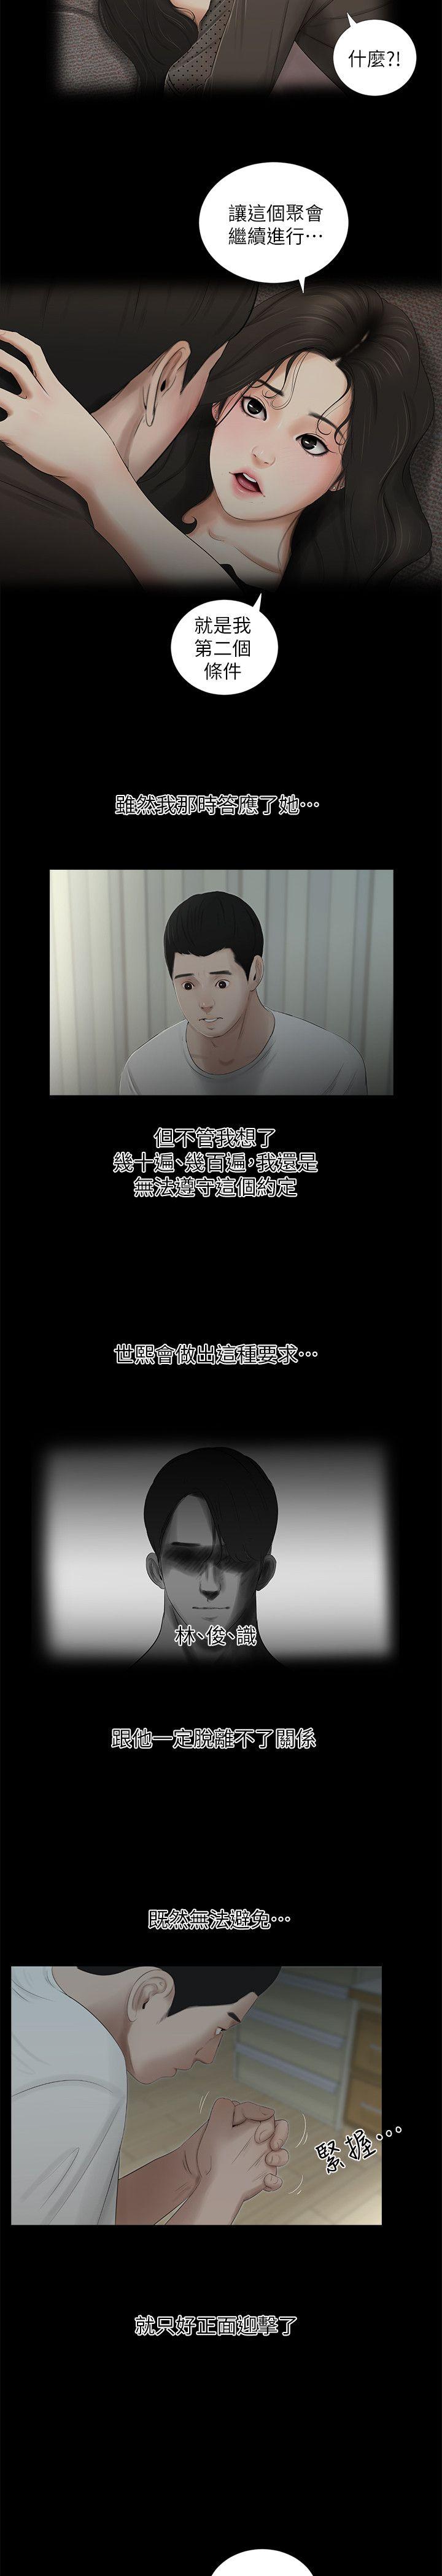 什麼?!
讓這個聚會
繼續進行…
就是我
第二個
條件
雖然我那時答應了她…
但不管我想了
幾十遍、幾百遍，我還是
無法遵守這個約定
世熙會做出這種要求…
林、俊、識
跟他一定脫離不了關係
既然無法避免…
緊握…
就只好正面迎擊了